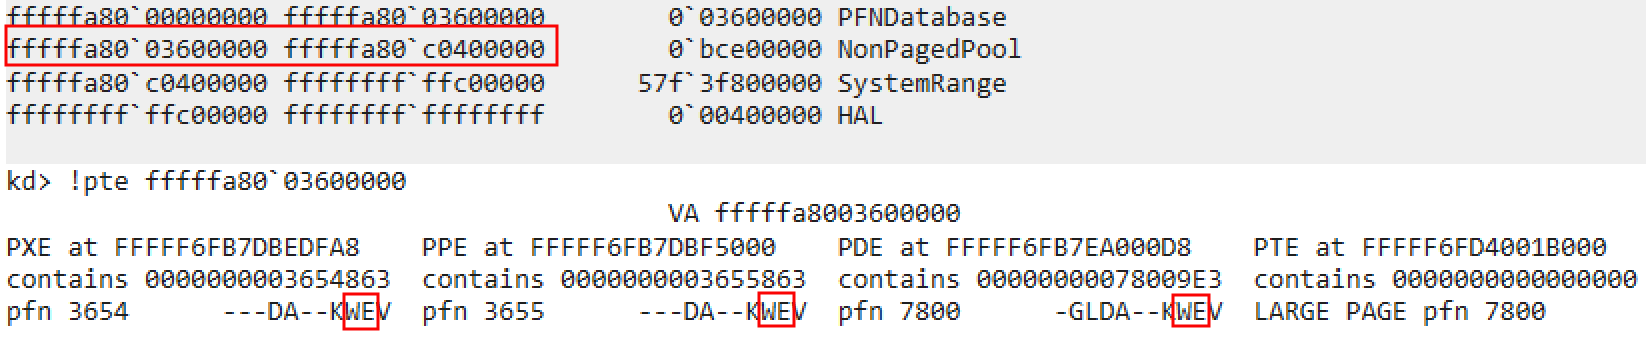 fffffa80`00000000 fffffa80`03600000        0`03600000 PFNDatabase
fffffa80`03600000 fffffa80`c0400000        0`bce00000 NonPagedPool
fffffa80`c0400000 ffffffff`ffc00000      57f`3f800000 SystemRange
ffffffff`ffc00000 ffffffff`ffffffff        0`00400000 HAL
kd> !pte fffffa80`03600000
VA fffffa8003600000
PXE at FFFFF6FB7DBEDFA8    PPE at FFFFF6FB7DBF5000    PDE at FFFFF6FB7EA000D8    PTE at FFFFF6FD4001B000
contains 0000000003654863  contains 0000000003655863  contains 00000000078009E3  contains 0000000000000000
pfn 3654      ---DA--KWEV  pfn 3655      ---DA--KWEV  pfn 7800      -GLDA--KWEV  LARGE PAGE pfn 7800